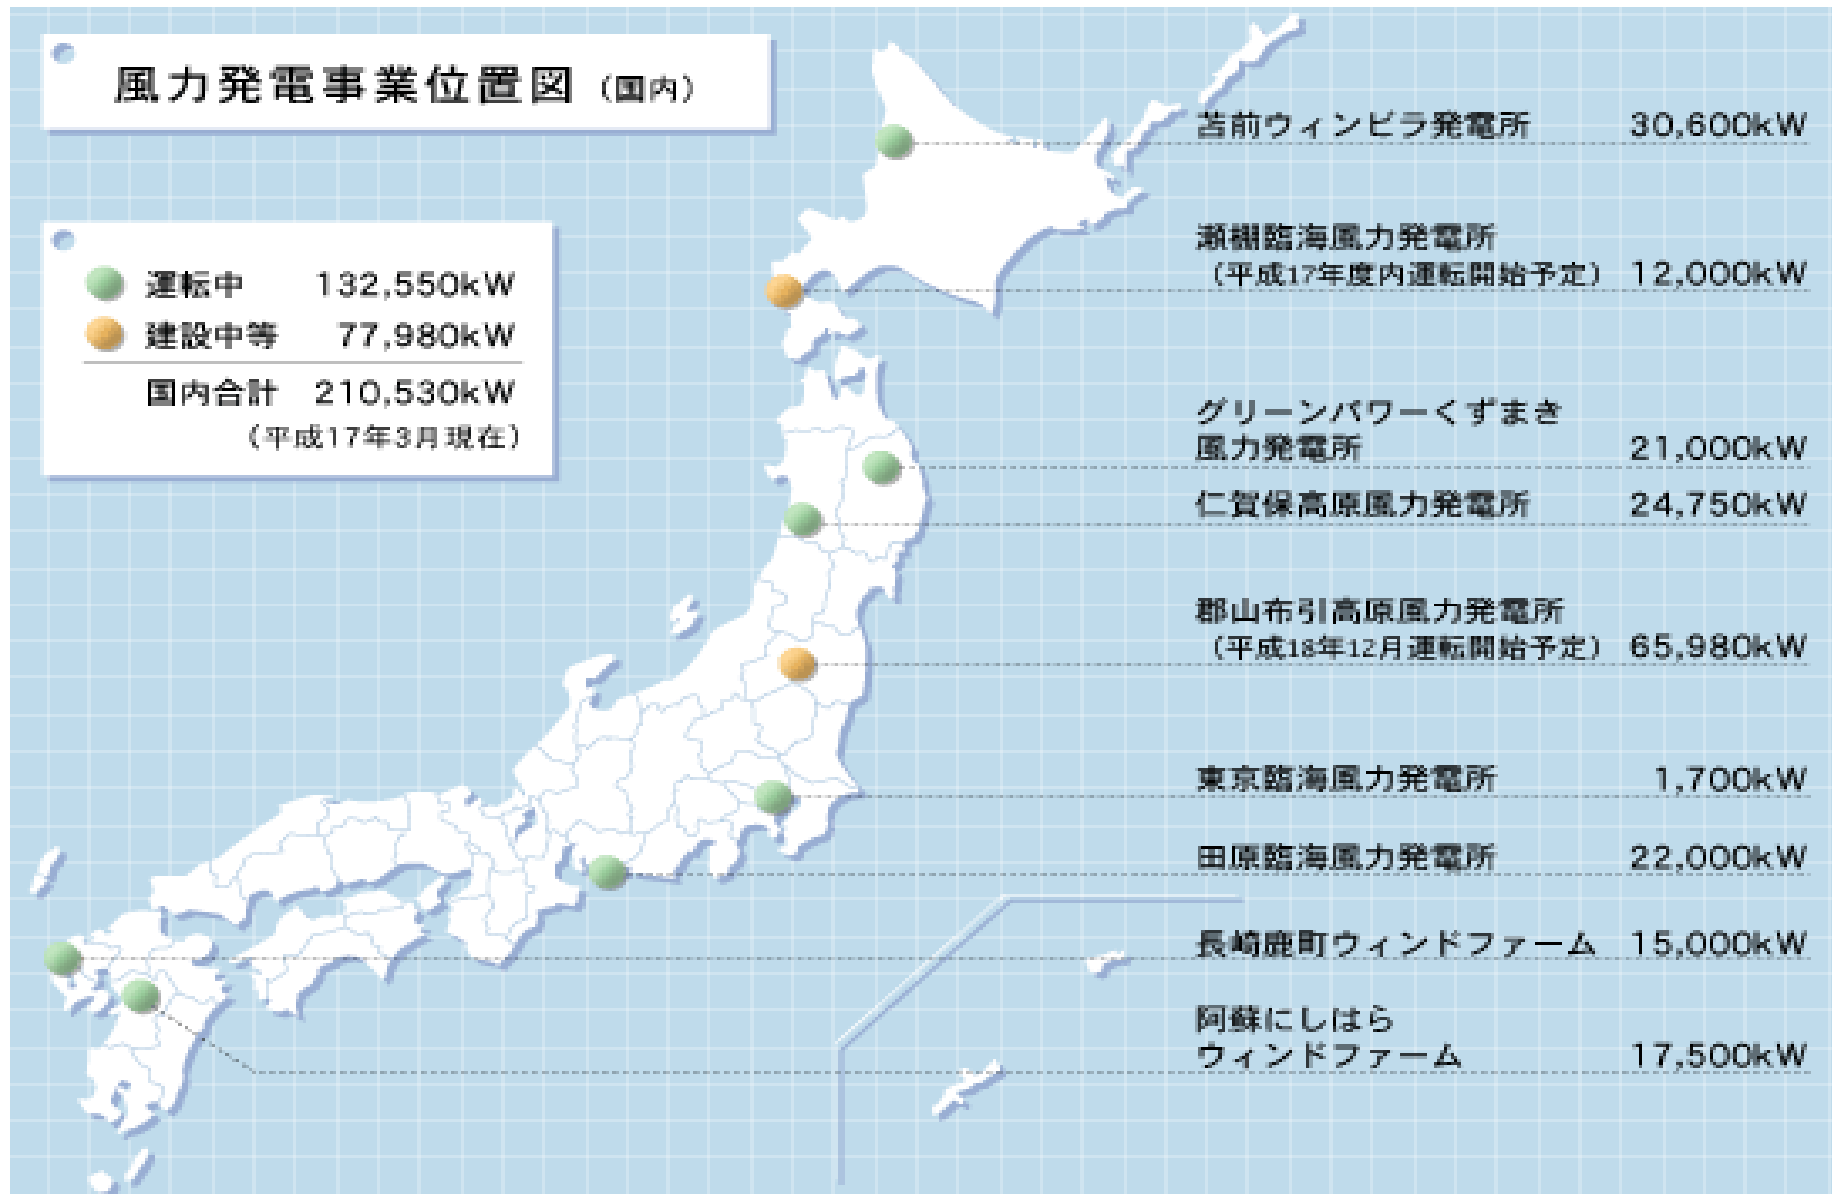 風力発電事業位置図（国内）
運転中 132,550kW
建設中等 77,980kW
国内合計 210,530kW
（平成17年3月現在）
苫前ウィンビラ発電所 30,600kW
瀬棚臨海風力発電所
（平成17年度内運転開始予定） 12,000kW
グリーンパワーくずまき
風力発電所 21,000kW
仁賀保高原風力発電所 24,750kW
郡山布引高原風力発電所
（平成18年12月運転開始予定） 65,980kW
東京臨海風力発電所 1,700kW
田原臨海風力発電所 22,000kW
長崎鹿町ウィンドファーム 15,000kW
阿蘇にしはら
ウィンドファーム 17,500kW